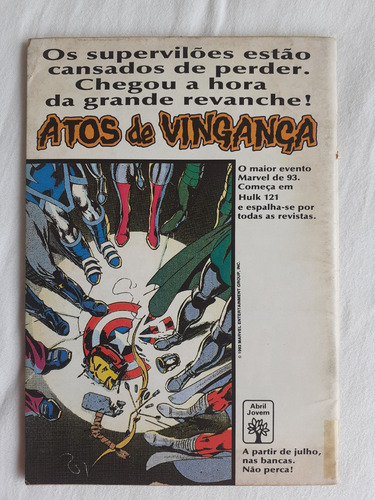 Os supervilões estão
cansados de perder.
Chegou a hora
da grande revanche!
ATOS de VINGANÇA
O maior evento
Marvel de 93.
Começa em
Hulk 121
e espalha-se por
todas as revistas.
© 1993 MARVEL ENTERTAINMENT GROUP, INC.
Abril
Jovem
A partir de julho,
nas bancas.
Não perca!